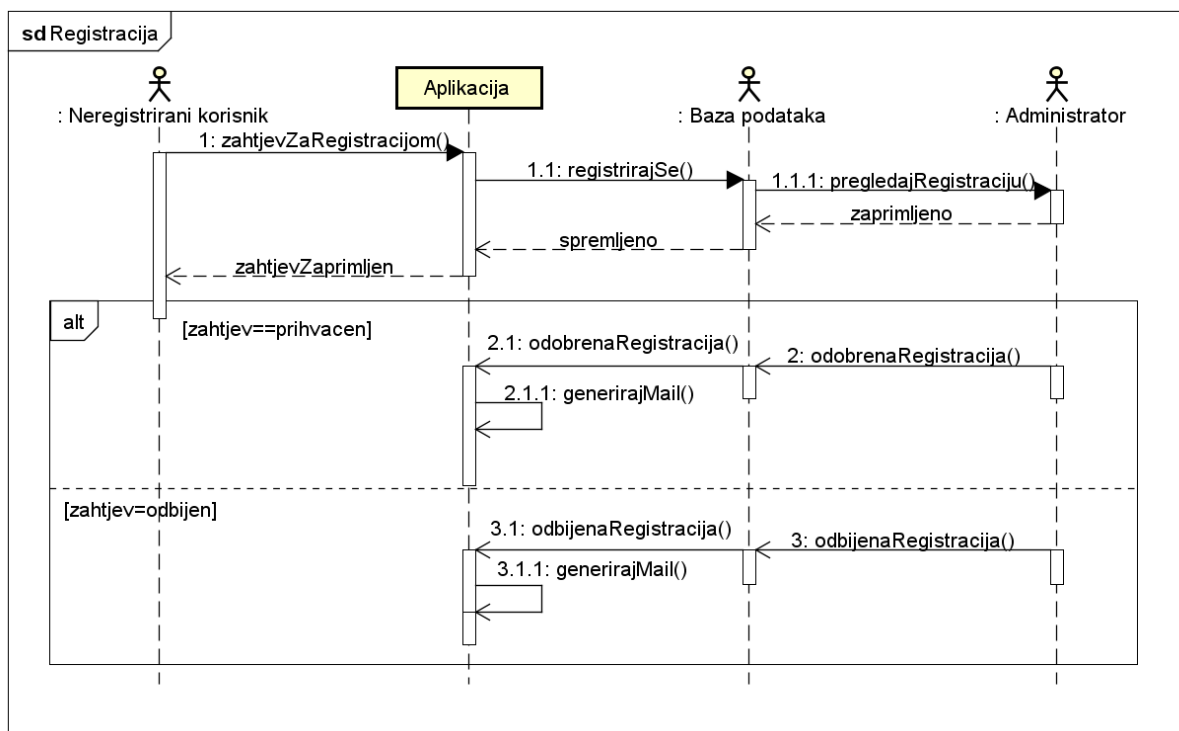 sd Registracija
: Neregistrirani korisnik
Aplikacija
: Baza podataka
: Administrator
1: zahtjevZaRegistracijom()
1.1: registrirajSe()
1.1.1: pregledajRegistraciju()
zaprimljeno
spremljeno
zahtjevZaprimljen
alt
[zahtjev==prihvacen]
2.1: odobrenaRegistracija()
2: odobrenaRegistracija()
2.1.1: generirajMail()
[zahtjev=odbijen]
3.1: odbijenaRegistracija()
3: odbijenaRegistracija()
3.1.1: generirajMail()